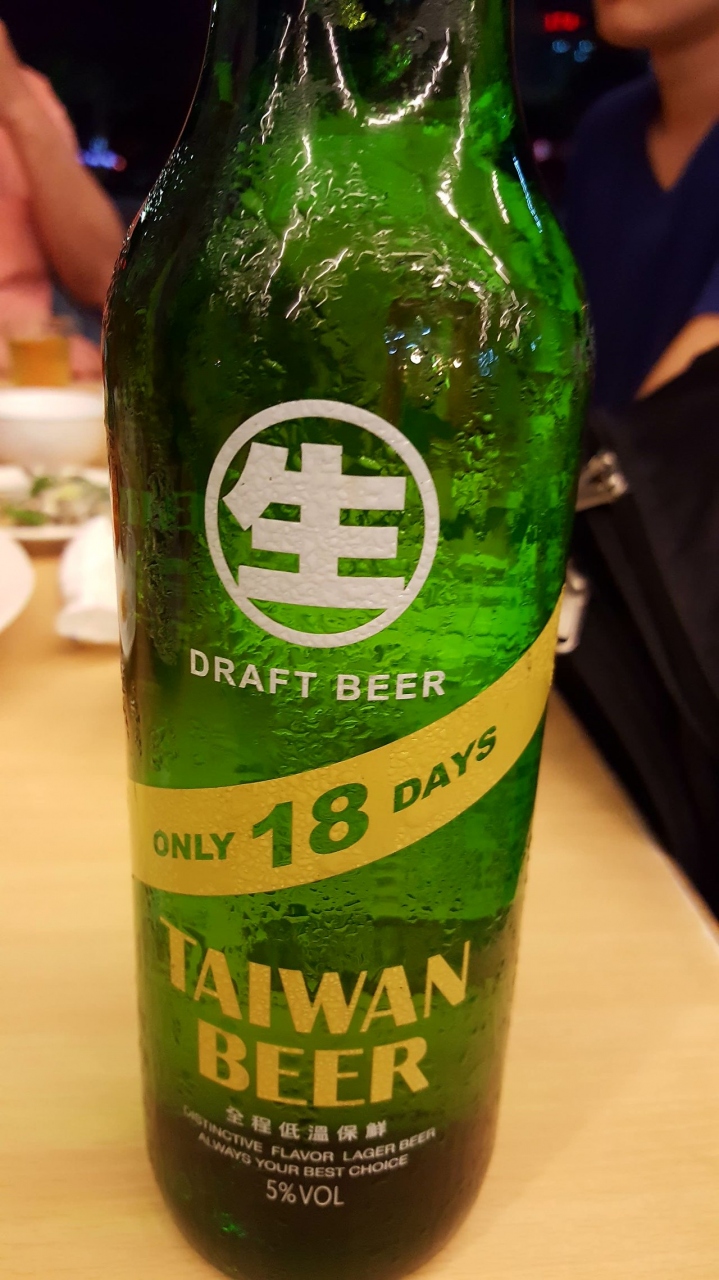 生
DRAFT BEER
ONLY 18 DAYS
TAIWAN
BEER
全程低溫保鮮
DISTINCTIVE FLAVOR LAGER BEER
ALWAYS YOUR BEST CHOICE
5%VOL